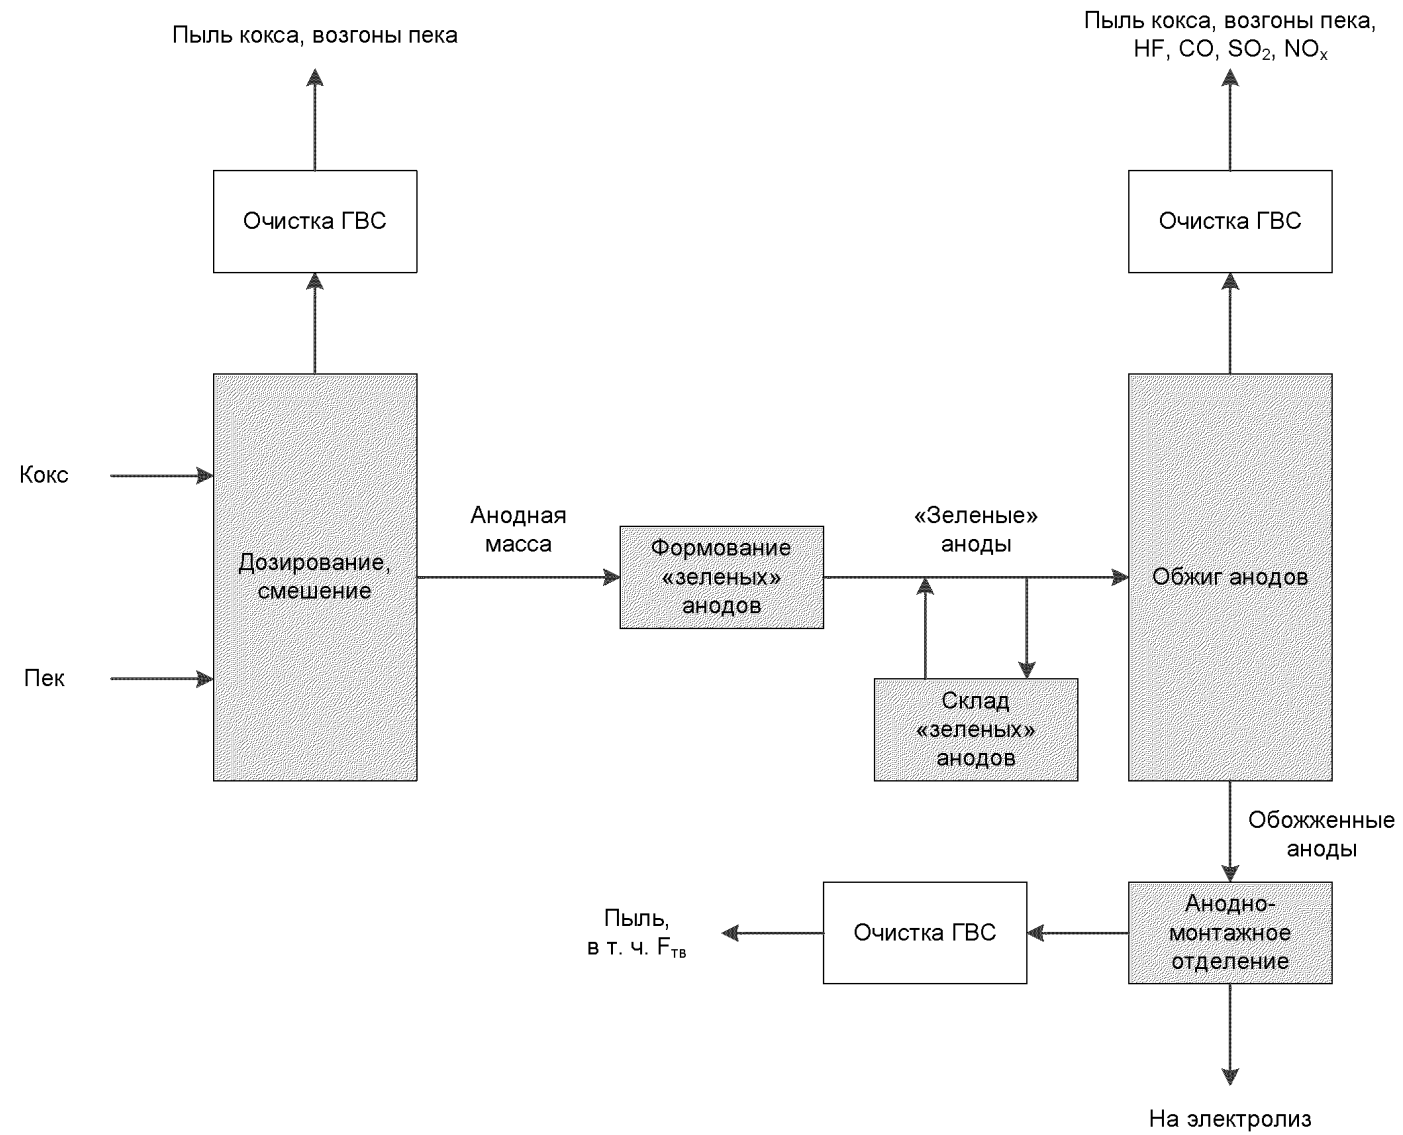 Пыль кокса, возгоны пека
Пыль кокса, возгоны пека,
HF, CO, SO₂, NOₓ
Очистка ГВС
Очистка ГВС
Кокс
Пек
Дозирование,
смешение
Анодная
масса
Формование
«зеленых»
анодов
«Зеленые»
аноды
Склад
«зеленых»
анодов
Обжиг анодов
Обожженные
аноды
Пыль,
в т. ч. Fтв
Очистка ГВС
Анодно-
монтажное
отделение
На электролиз